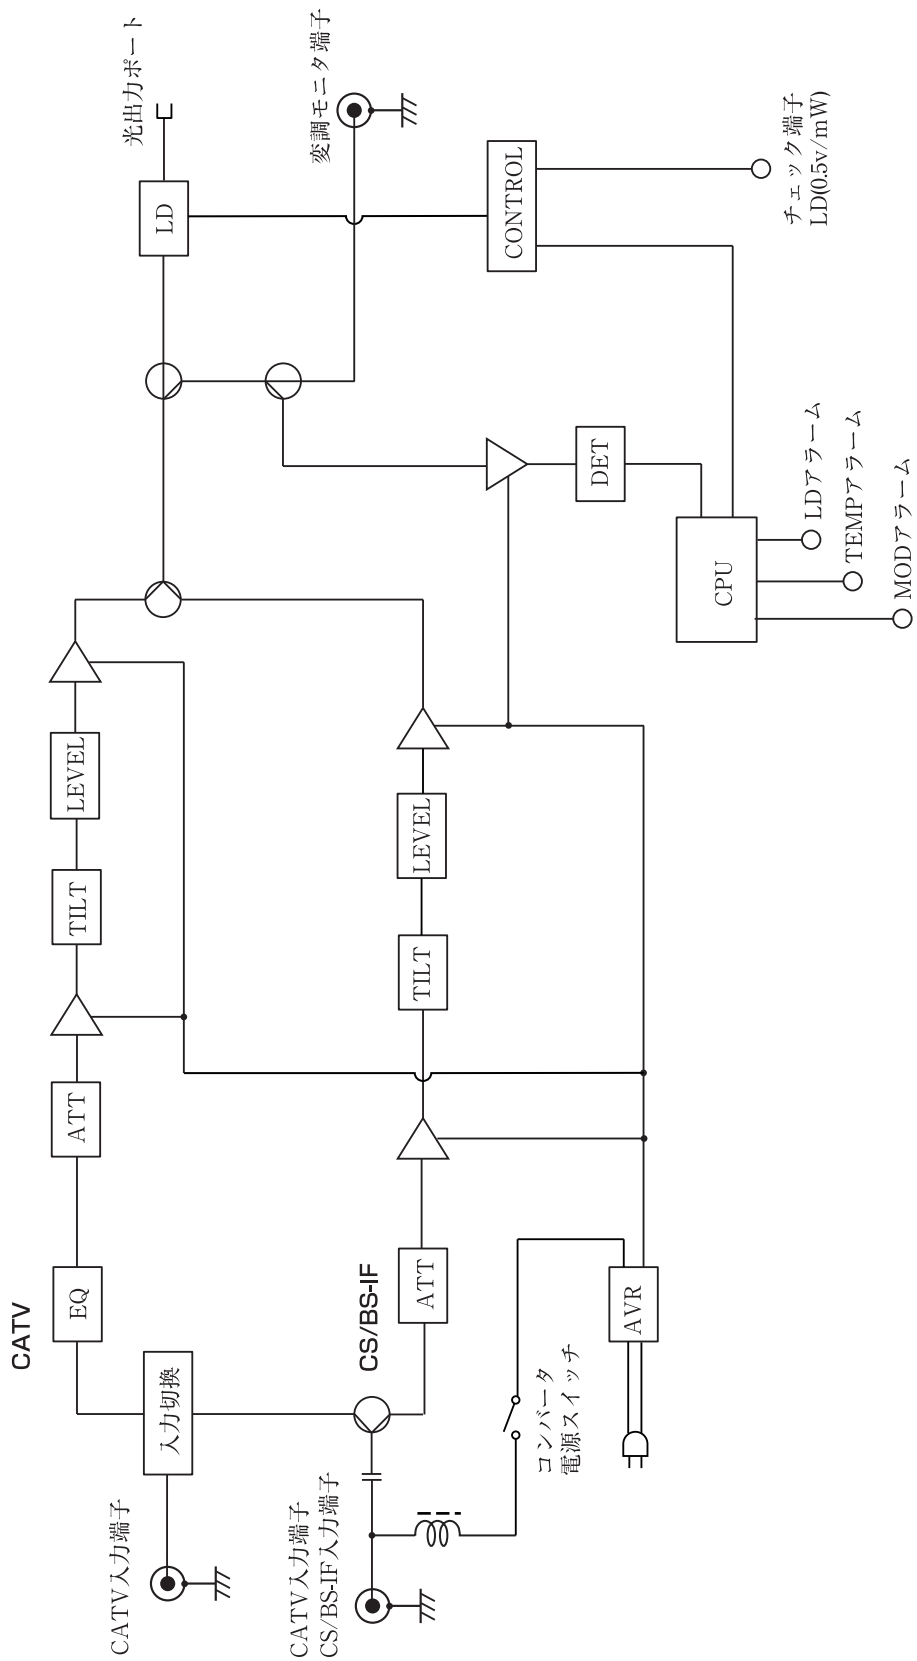 CATV
CATV入力端子
入力切換
EQ
ATT
TILT
LEVEL
LD
光出力ポート
変調モニタ端子
CS/BS-IF
CATV入力端子
CS/BS-IF入力端子
ATT
TILT
LEVEL
DET
CONTROL
チェック端子
LD(0.5v/mW)
コンバータ
電源スイッチ
AVR
CPU
LDアラーム
TEMPアラーム
MODアラーム